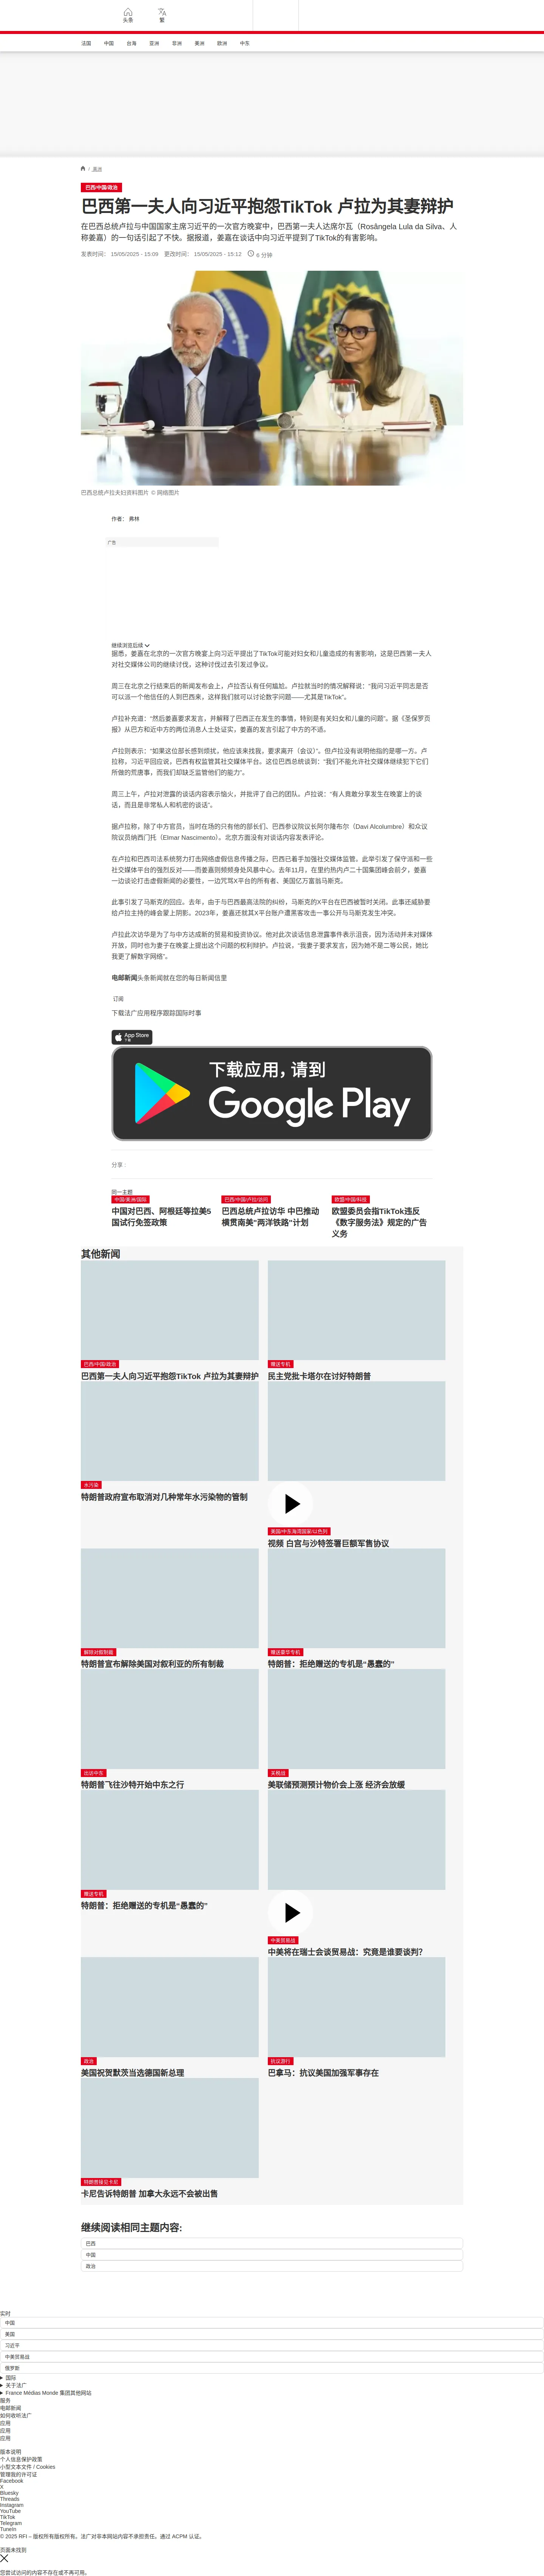 头条
繁
法国
中国
台海
亚洲
非洲
美洲
欧洲
中东
/ 美洲
巴西/中国/政治
巴西第一夫人向习近平抱怨TikTok 卢拉为其妻辩护
在巴西总统卢拉与中国国家主席习近平的一次官方晚宴中，巴西第一夫人达席尔瓦（Rosângela Lula da Silva、人
称姜嘉）的一句话引起了不快。据报道，姜嘉在谈话中向习近平提到了TikTok的有害影响。
发表时间： 15/05/2025 - 15:09 更改时间： 15/05/2025 - 15:12 6 分钟
巴西总统卢拉夫妇资料图片 © 网络图片
作者： 弗林
广告
继续浏览后续
据悉，姜嘉在北京的一次官方晚宴上向习近平提出了TikTok可能对妇女和儿童造成的有害影响，这是巴西第一夫人
对社交媒体公司的继续讨伐，这种讨伐过去引发过争议。
周三在北京之行结束后的新闻发布会上，卢拉否认有任何尴尬。卢拉就当时的情况解释说：“我问习近平同志是否
可以派一个他信任的人到巴西来，这样我们就可以讨论数字问题——尤其是TikTok”。
卢拉补充道：“然后姜嘉要求发言，并解释了巴西正在发生的事情，特别是有关妇女和儿童的问题”。据《圣保罗员
报》从巴方和近中方的两位消息人士处证实，姜嘉的发言引起了中方的不适。
卢拉则表示：“如果这位部长感到烦扰，他应该来找我，要求离开（会议）”。但卢拉没有说明他指的是哪一方。卢
拉称，习近平回应说，巴西有权监管其社交媒体平台。这位巴西总统谈到：“我们不能允许社交媒体继续犯下它们
所做的荒唐事，而我们却缺乏监管他们的能力”。
周三上午，卢拉对泄露的谈话内容表示恼火，并批评了自己的团队。卢拉说：“有人竟敢分享发生在晚宴上的谈
话，而且是非常私人和机密的谈话”。
据卢拉称，除了中方官员，当时在场的只有他的部长们、巴西参议院议长阿尔隆布尔（Davi Alcolumbre）和众议
院议员纳西门托（Elmar Nascimento）。北京方面没有对谈话内容发表评论。
在卢拉和巴西司法系统努力打击网络虚假信息传播之际，巴西已着手加强社交媒体监管。此举引发了保守派和一些
社交媒体平台的强烈反对——而姜嘉则频频身处风暴中心。去年11月，在里约热内卢二十国集团峰会前夕，姜嘉
一边谈论打击虚假新闻的必要性，一边咒骂X平台的所有者、美国亿万富翁马斯克。
此事引发了马斯克的回应。去年，由于与巴西最高法院的纠纷，马斯克的X平台在巴西被暂时关闭。此事还威胁要
给卢拉主持的峰会蒙上阴影。2023年，姜嘉还就其X平台账户遭黑客攻击一事公开与马斯克发生冲突。
卢拉此次访华是为了与中方达成新的贸易和投资协议。他对此次谈话信息泄露事件表示沮丧，因为活动并未对媒体
开放，同时也为妻子在晚宴上提出这个问题的权利辩护。卢拉说，“我妻子要求发言，因为她不是二等公民，她比
我更了解数字网络”。
电邮新闻头条新闻就在您的每日新闻信里
订阅
下载法广应用程序跟踪国际时事
App Store
下载
下载应用，请到
Google Play
分享 :
同一主题
中国/美洲/国际
中国对巴西、阿根廷等拉美5
国试行免签政策
巴西/中国/卢拉/访问
巴西总统卢拉访华 中巴推动
横贯南美“两洋铁路”计划
欧盟/中国/科技
欧盟委员会指TikTok违反
《数字服务法》规定的广告
义务
其他新闻
巴西/中国/政治
巴西第一夫人向习近平抱怨TikTok 卢拉为其妻辩护
赠送专机
民主党批卡塔尔在讨好特朗普
水污染
特朗普政府宣布取消对几种常年水污染物的管制
美国/中东海湾国家/以色列
视频 白宫与沙特签署巨额军售协议
解除对叙制裁
特朗普宣布解除美国对叙利亚的所有制裁
赠送豪华专机
特朗普：拒绝赠送的专机是“愚蠢的”
出访中东
特朗普飞往沙特开始中东之行
关税战
美联储预测预计物价会上涨 经济会放缓
赠送专机
特朗普：拒绝赠送的专机是“愚蠢的”
中美贸易战
中美将在瑞士会谈贸易战：究竟是谁要谈判？
政治
美国祝贺默茨当选德国新总理
抗议游行
巴拿马：抗议美国加强军事存在
特朗普接见卡尼
卡尼告诉特朗普 加拿大永远不会被出售
继续阅读相同主题内容:
巴西
中国
政治
实时
中国
美国
习近平
中美贸易战
俄罗斯
国际
关于法广
France Médias Monde 集团其他网站
服务
电邮新闻
如何收听法广
应用
应用
应用
版本说明
个人信息保护政策
小型文本文件 / Cookies
管理我的许可证
Facebook
X
Bluesky
Threads
Instagram
YouTube
TikTok
Telegram
TuneIn
© 2025 RFI – 版权所有版权所有。法广对非本网站内容不承担责任。通过 ACPM 认证。
页面未找到
您尝试访问的内容不存在或不再可用。